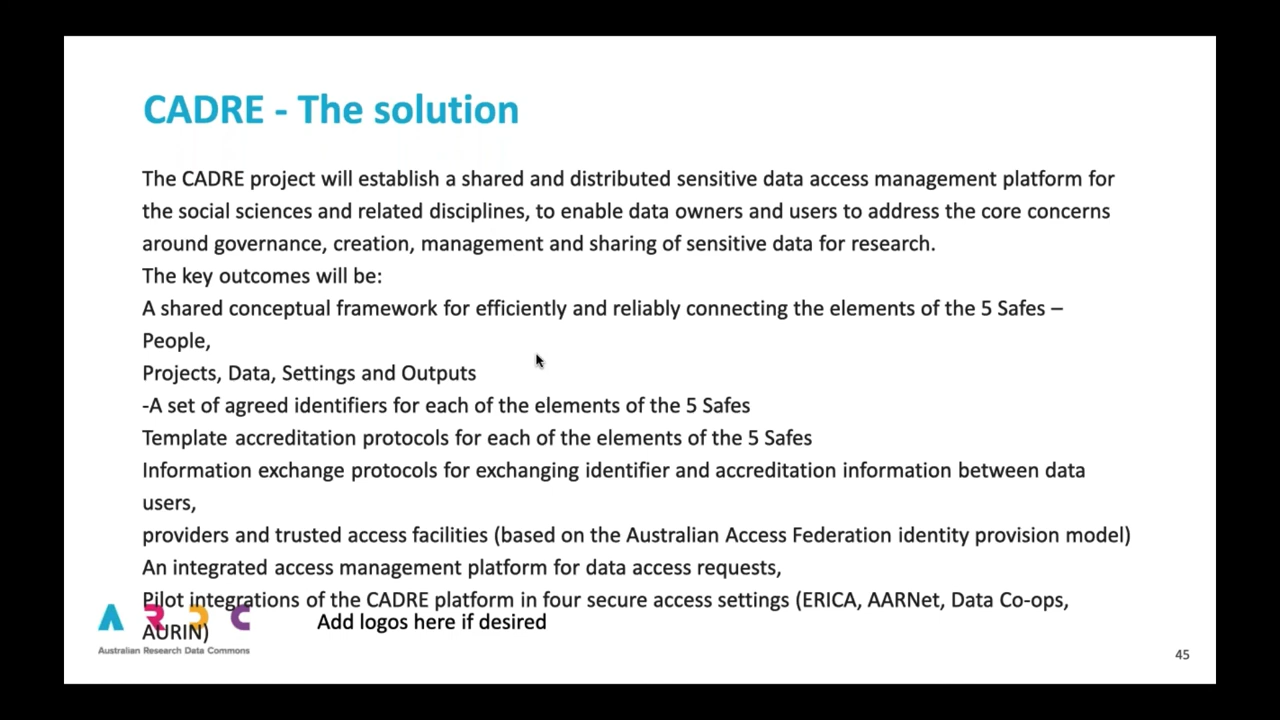 CADRE - The solution
The CADRE project will establish a shared and distributed sensitive data access management platform for
the social sciences and related disciplines, to enable data owners and users to address the core concerns
around governance, creation, management and sharing of sensitive data for research.
The key outcomes will be:
A shared conceptual framework for efficiently and reliably connecting the elements of the 5 Safes –
People,
Projects, Data, Settings and Outputs
-A set of agreed identifiers for each of the elements of the 5 Safes
Template accreditation protocols for each of the elements of the 5 Safes
Information exchange protocols for exchanging identifier and accreditation information between data
users,
providers and trusted access facilities (based on the Australian Access Federation identity provision model)
An integrated access management platform for data access requests,
Pilot integrations of the CADRE platform in four secure access settings (ERICA, AARNet, Data Co-ops,
AURIN)
ARDC
Australian Research Data Commons
Add logos here if desired
45